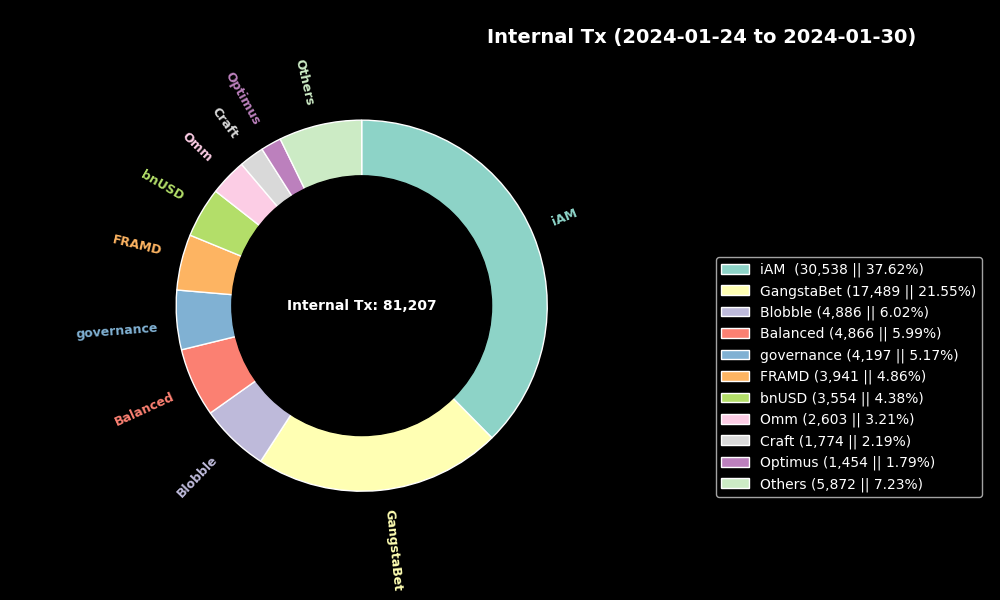 Internal Tx (2024-01-24 to 2024-01-30)
Others
Optimus
Craft
Omm
bnUSD
FRAMD
governance
Balanced
Blobble
GangstaBet
iAM
Internal Tx: 81,207
iAM  (30,538 || 37.62%)
GangstaBet (17,489 || 21.55%)
Blobble (4,886 || 6.02%)
Balanced (4,866 || 5.99%)
governance (4,197 || 5.17%)
FRAMD (3,941 || 4.86%)
bnUSD (3,554 || 4.38%)
Omm (2,603 || 3.21%)
Craft (1,774 || 2.19%)
Optimus (1,454 || 1.79%)
Others (5,872 || 7.23%)